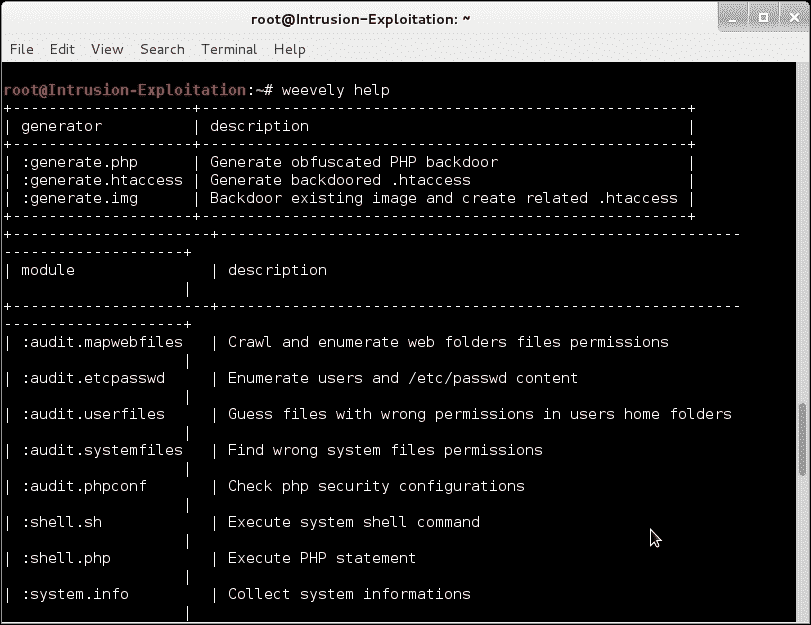 root@Intrusion-Exploitation: ~
File Edit View Search Terminal Help
root@Intrusion-Exploitation:~# weevely help
+---------------------+------------------------------------------------------+
| generator | description |
+---------------------+------------------------------------------------------+
| :generate.php | Generate obfuscated PHP backdoor |
| :generate.htaccess | Generate backdoored .htaccess |
| :generate.img | Backdoor existing image and create related .htaccess |
+---------------------+------------------------------------------------------+
+-----------------------+----------------------------------------------------------
--------------------+
| module | description
|
+-----------------------+----------------------------------------------------------
--------------------+
| :audit.mapwebfiles | Crawl and enumerate web folders files permissions
|
| :audit.etcpasswd | Enumerate users and /etc/passwd content
|
| :audit.userfiles | Guess files with wrong permissions in users home folders
|
| :audit.systemfiles | Find wrong system files permissions
|
| :audit.phpconf | Check php security configurations
|
| :shell.sh | Execute system shell command
|
| :shell.php | Execute PHP statement
|
| :system.info | Collect system informations
|